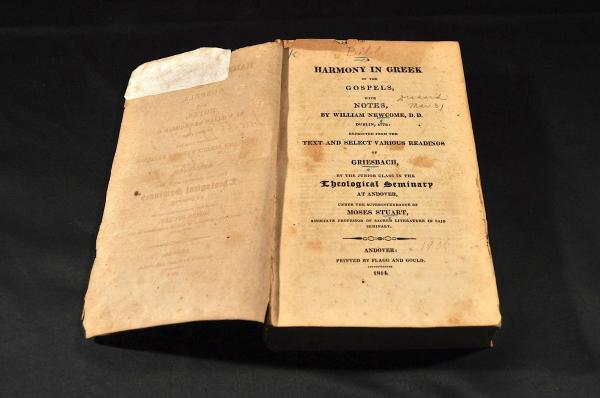 Bible
HARMONY IN GREEK
OF THE
GOSPELS,
WITH
NOTES,
BY WILLIAM NEWCOME, D.D.
DUBLIN, 1778:
REPRINTED FROM THE
TEXT AND SELECT VARIOUS READINGS
OF
GRIESBACH,
BY THE JUNIOR CLASS IN THE
Theological Seminary
AT ANDOVER,
UNDER THE SUPERINTENDENCE OF
MOSES STUART,
ASSOCIATE PROFESSOR OF SACRED LITERATURE IN SAID
SEMINARY.
ANDOVER:
PRINTED BY FLAGG AND GOULD.
1814.